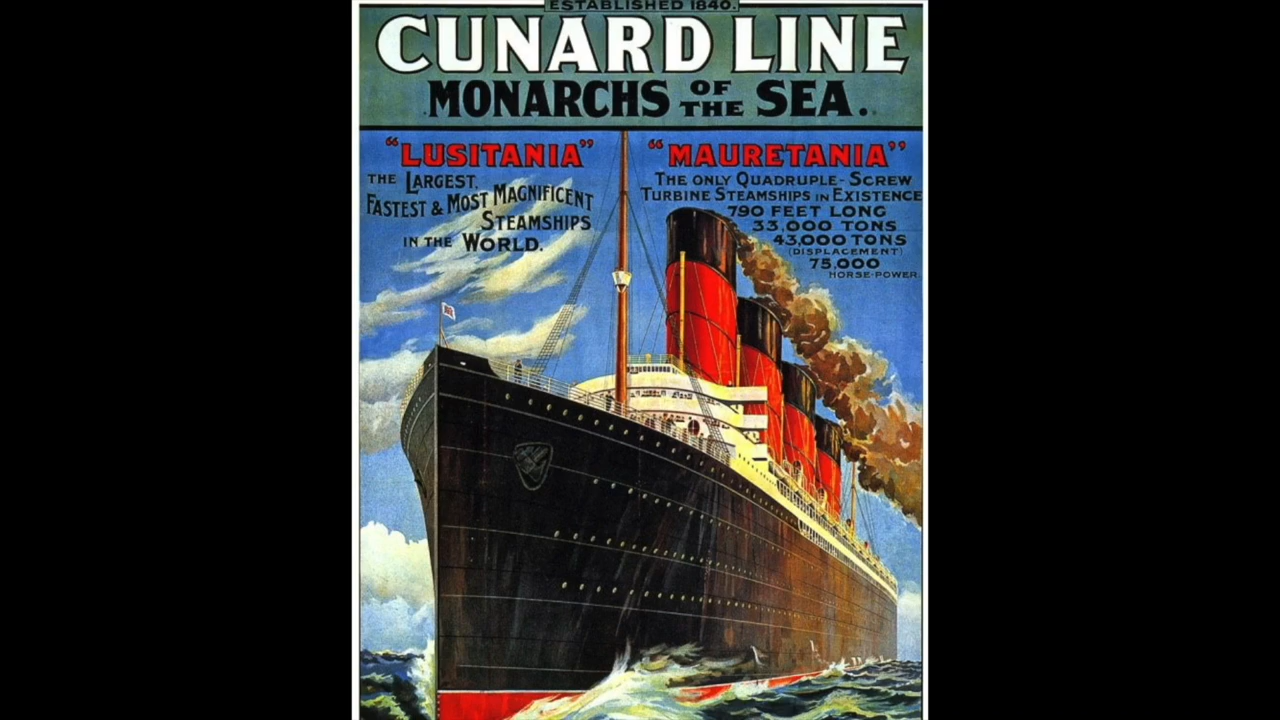 ESTABLISHED 1840.
CUNARD LINE
MONARCHS OF THE SEA.
"LUSITANIA"
THE LARGEST,
FASTEST & MOST MAGNIFICENT
STEAMSHIPS
IN THE WORLD.
"MAURETANIA"
THE ONLY QUADRUPLE-SCREW
TURBINE STEAMSHIPS IN EXISTENCE
790 FEET LONG
33,000 TONS
43,000 TONS
(DISPLACEMENT)
75,000
HORSE-POWER